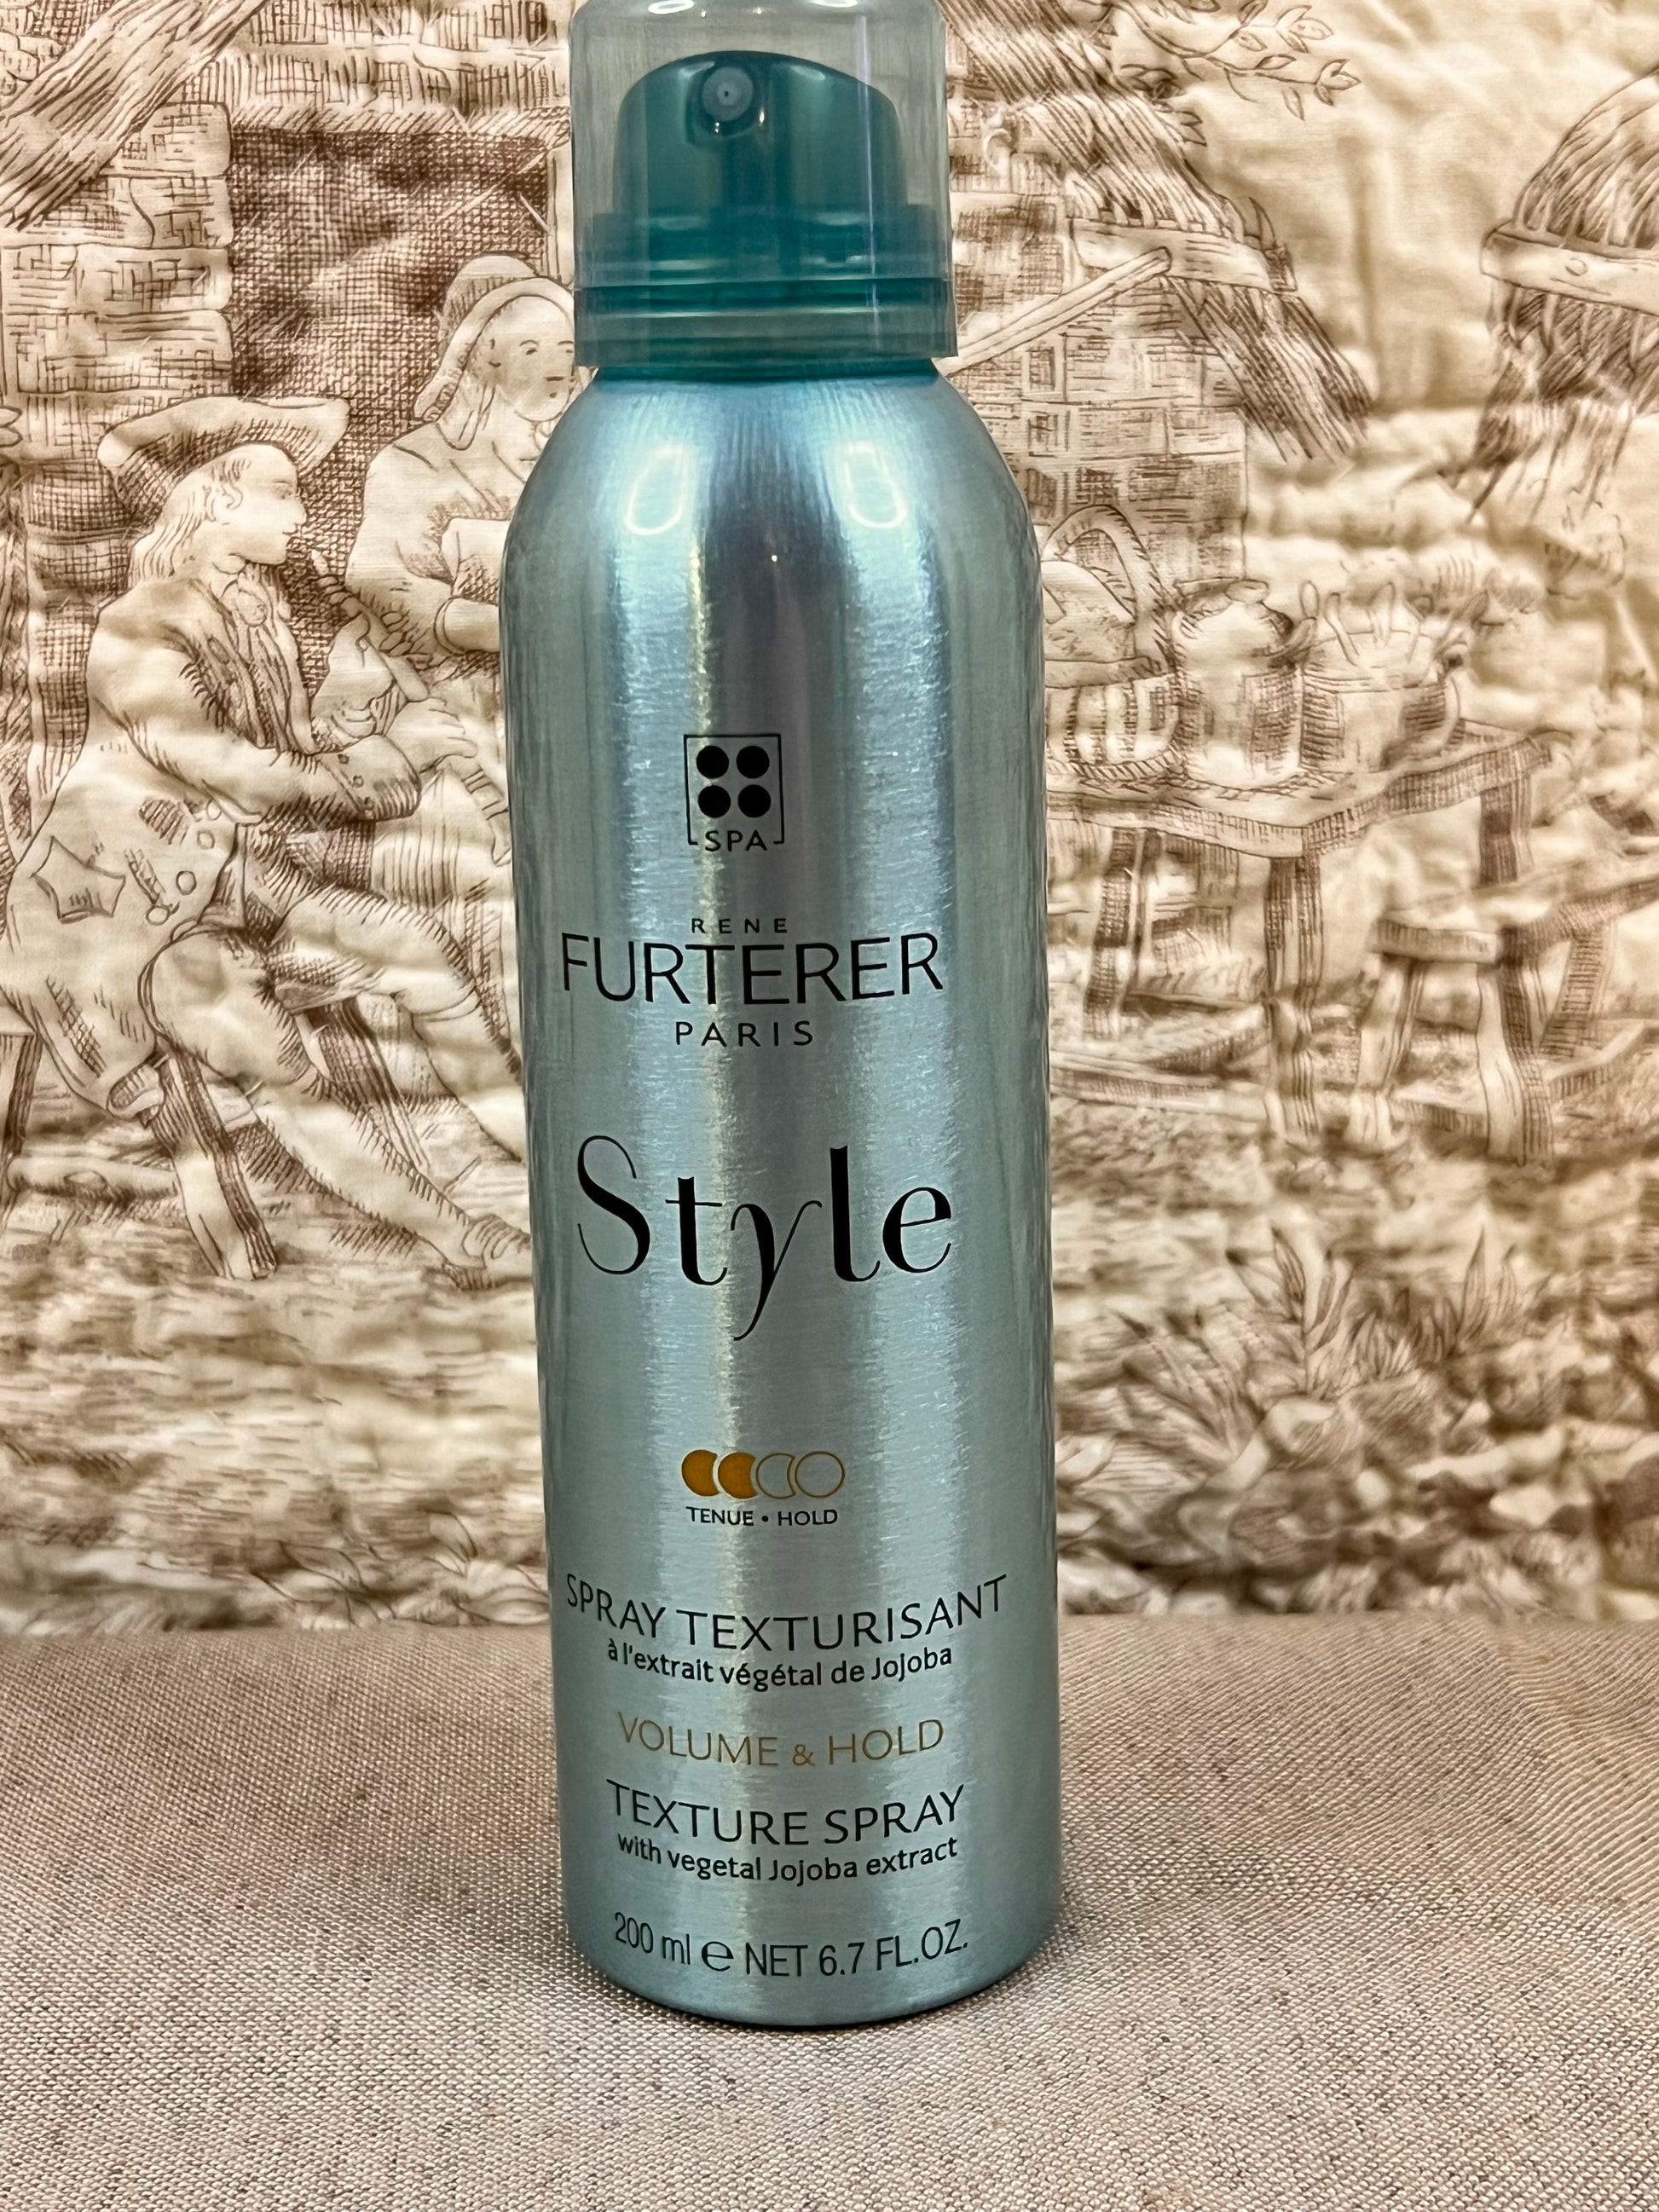 SPA
RENE
FURTERER
PARIS
Style
TENUE • HOLD
SPRAY TEXTURISANT
à l'extrait végétal de Jojoba
VOLUME & HOLD
TEXTURE SPRAY
with vegetal Jojoba extract
200 ml ℮ NET 6.7 FL.OZ.